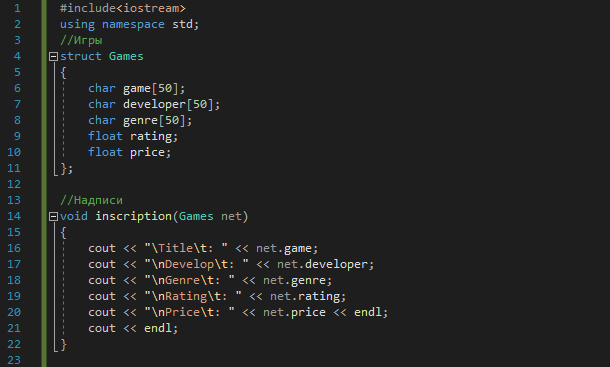 1 #include<iostream>
2 using namespace std;
3 //Игры
4 struct Games
5 {
6 char game[50];
7 char developer[50];
8 char genre[50];
9 float rating;
10 float price;
11 };
12
13 //Надписи
14 void inscription(Games net)
15 {
16 cout << "\Title\t: " << net.game;
17 cout << "\nDevelop\t: " << net.developer;
18 cout << "\nGenre\t: " << net.genre;
19 cout << "\nRating\t: " << net.rating;
20 cout << "\nPrice\t: " << net.price << endl;
21 cout << endl;
22 }
23